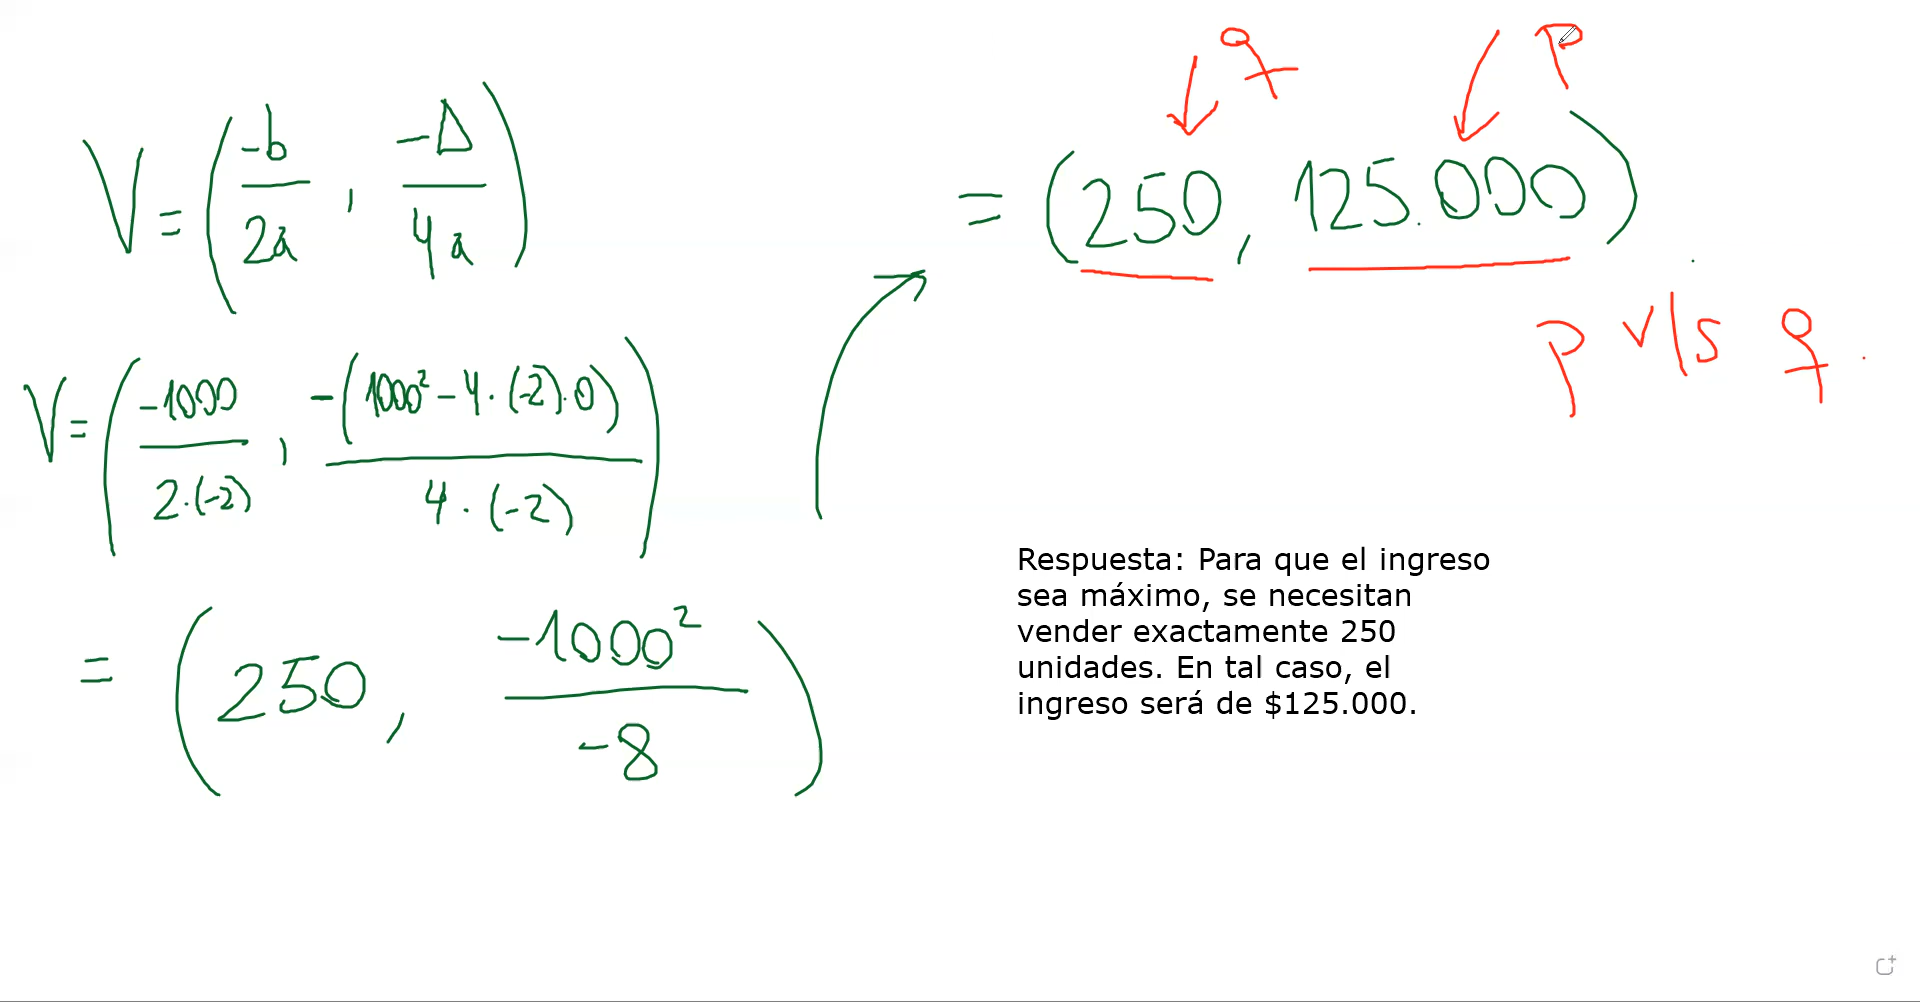 V = ( -b / 2a , -Δ / 4a )
V = ( -1000 / 2·(-2) , -(1000² - 4·(-2)·0) / 4·(-2) )
= ( 250 , -1000² / -8 )
q p
= ( 250 , 125.000 )
p v/s q .
Respuesta: Para que el ingreso
sea máximo, se necesitan
vender exactamente 250
unidades. En tal caso, el
ingreso será de $125.000.